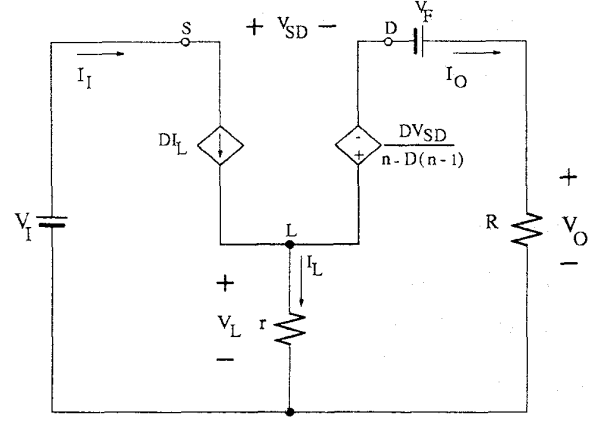 S + V_SD − D V_F
I_I I_O
DI_L - + DV_SD
n - D(n-1)
V_I L R + V_O −
I_L
+ V_L − r